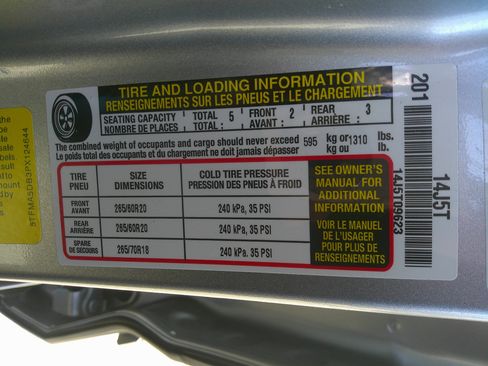 TIRE AND LOADING INFORMATION
RENSEIGNEMENTS SUR LES PNEUS ET LE CHARGEMENT
SEATING CAPACITY
NOMBRE DE PLACES:
TOTAL 5
TOTAL
FRONT 2
AVANT:
REAR 3
ARRIÈRE:
The combined weight of occupants and cargo should never exceed 595 kg or 1310 lbs.
Le poids total des occupants et du chargement ne doit jamais dépasser kg ou lb.
TIRE
PNEU
SIZE
DIMENSIONS
COLD TIRE PRESSURE
PRESSION DES PNEUS À FROID
FRONT
AVANT
265/60R20
240 kPa, 35 PSI
REAR
ARRIÈRE
265/60R20
240 kPa, 35 PSI
SPARE
DE SECOURS
265/70R18
240 kPa, 35 PSI
SEE OWNER'S
MANUAL FOR
ADDITIONAL
INFORMATION
VOIR LE MANUEL
DE L'USAGER
POUR PLUS DE
RENSEIGNEMENTS
201
14J5T
14J5T09623
5TFMA5DB3PX124644